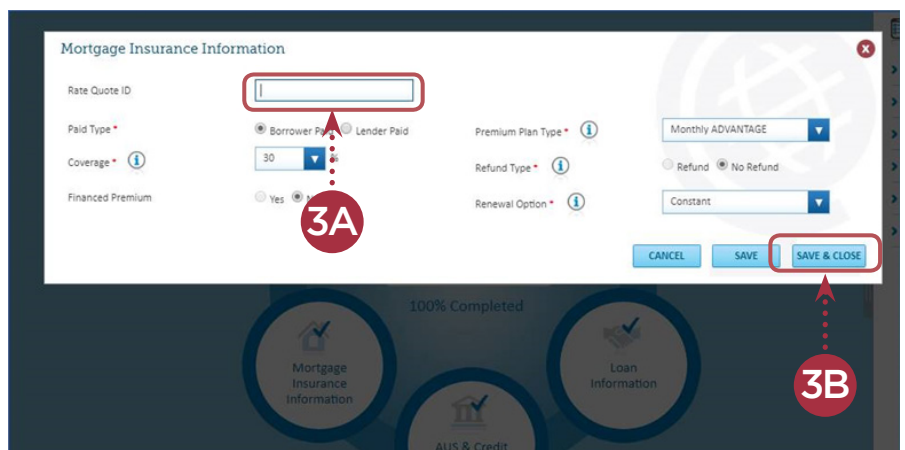 Mortgage Insurance Information
Rate Quote ID
Paid Type * Borrower Paid Lender Paid Premium Plan Type * Monthly ADVANTAGE
Coverage * 30 % Refund Type * Refund No Refund
Financed Premium Yes Renewal Option * Constant
3A
CANCEL SAVE SAVE & CLOSE
100% Completed
Mortgage
Insurance
Information
Loan
Information
3B
AUS & Credit